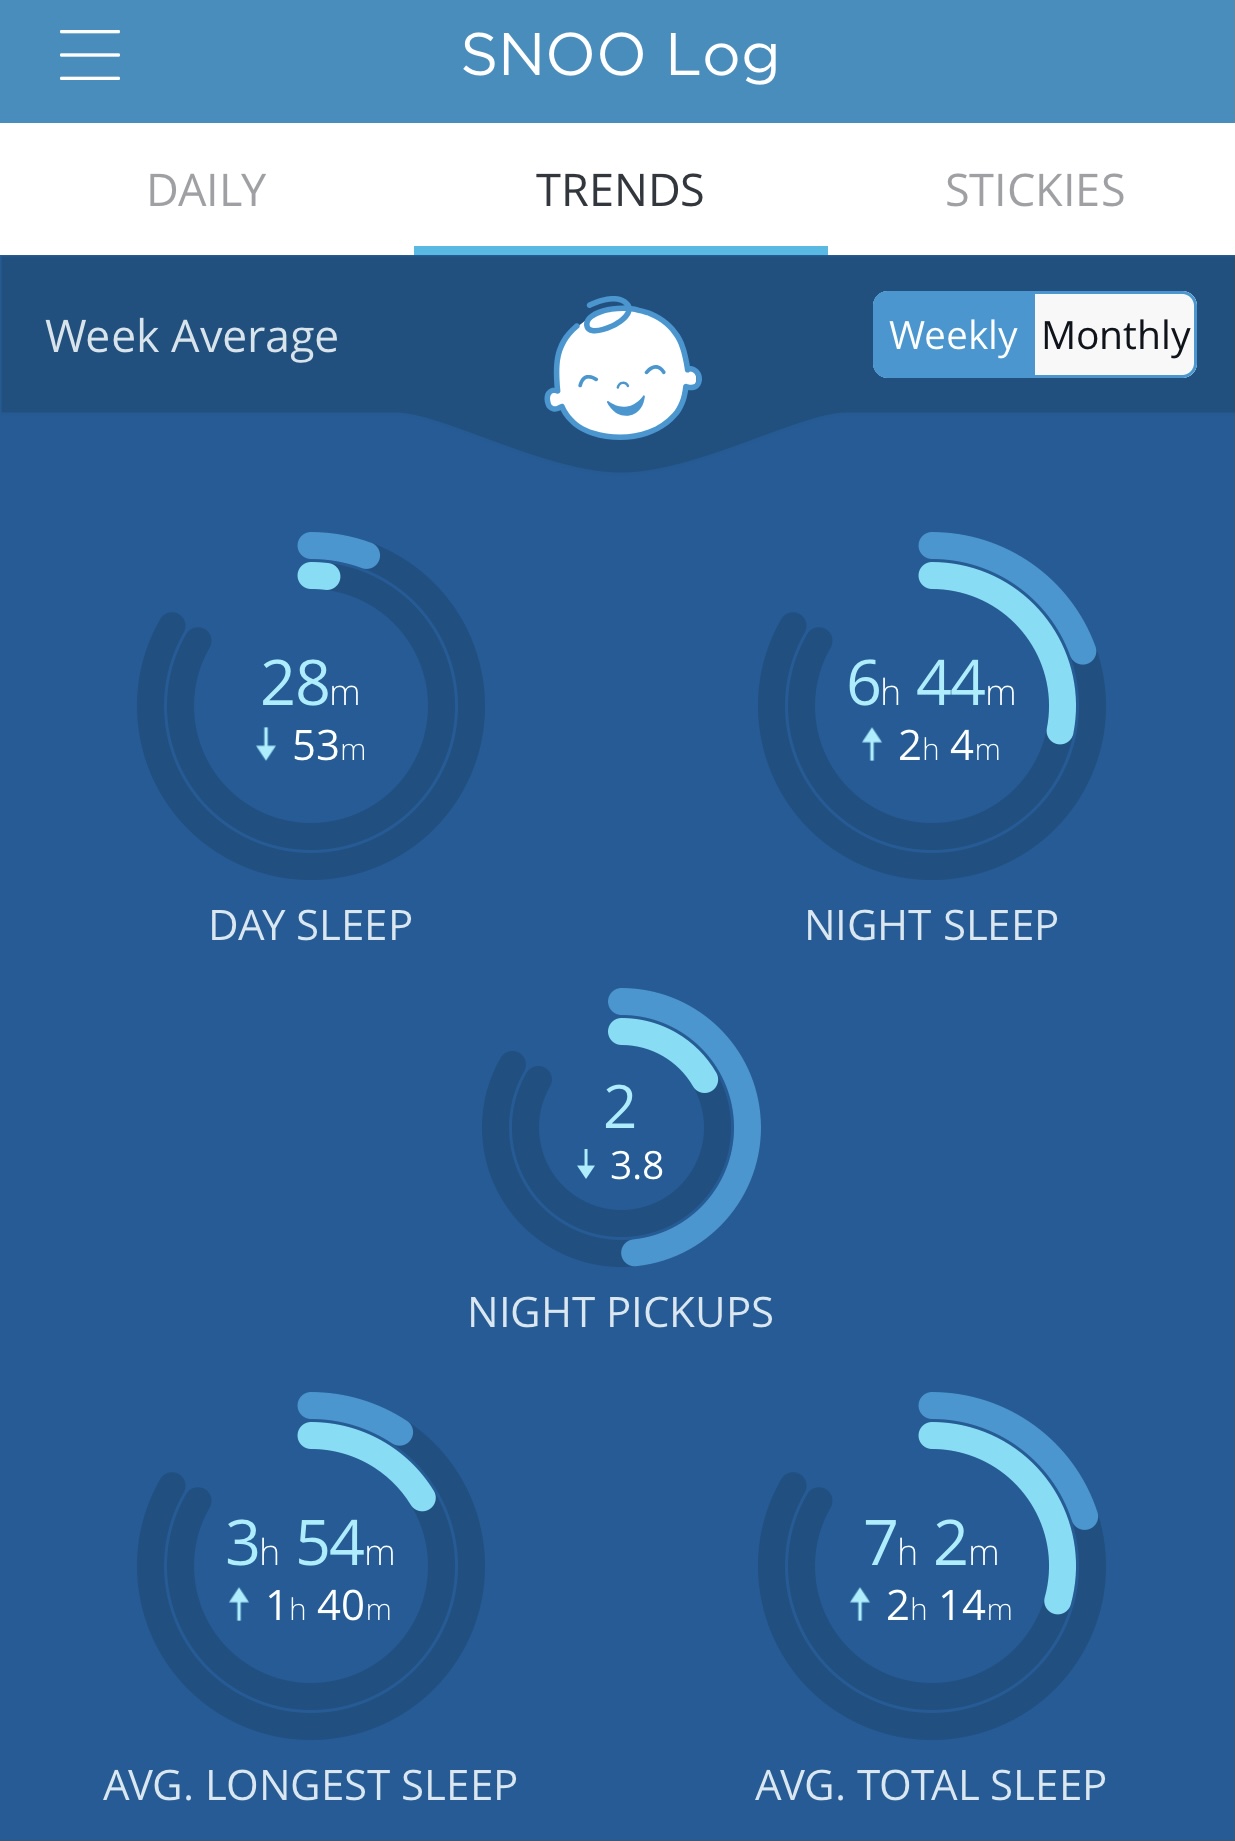 SNOO Log
DAILY TRENDS STICKIES
Week Average Weekly Monthly
28m
↓ 53m
DAY SLEEP
6h 44m
↑ 2h 4m
NIGHT SLEEP
2
↓ 3.8
NIGHT PICKUPS
3h 54m
↑ 1h 40m
AVG. LONGEST SLEEP
7h 2m
↑ 2h 14m
AVG. TOTAL SLEEP